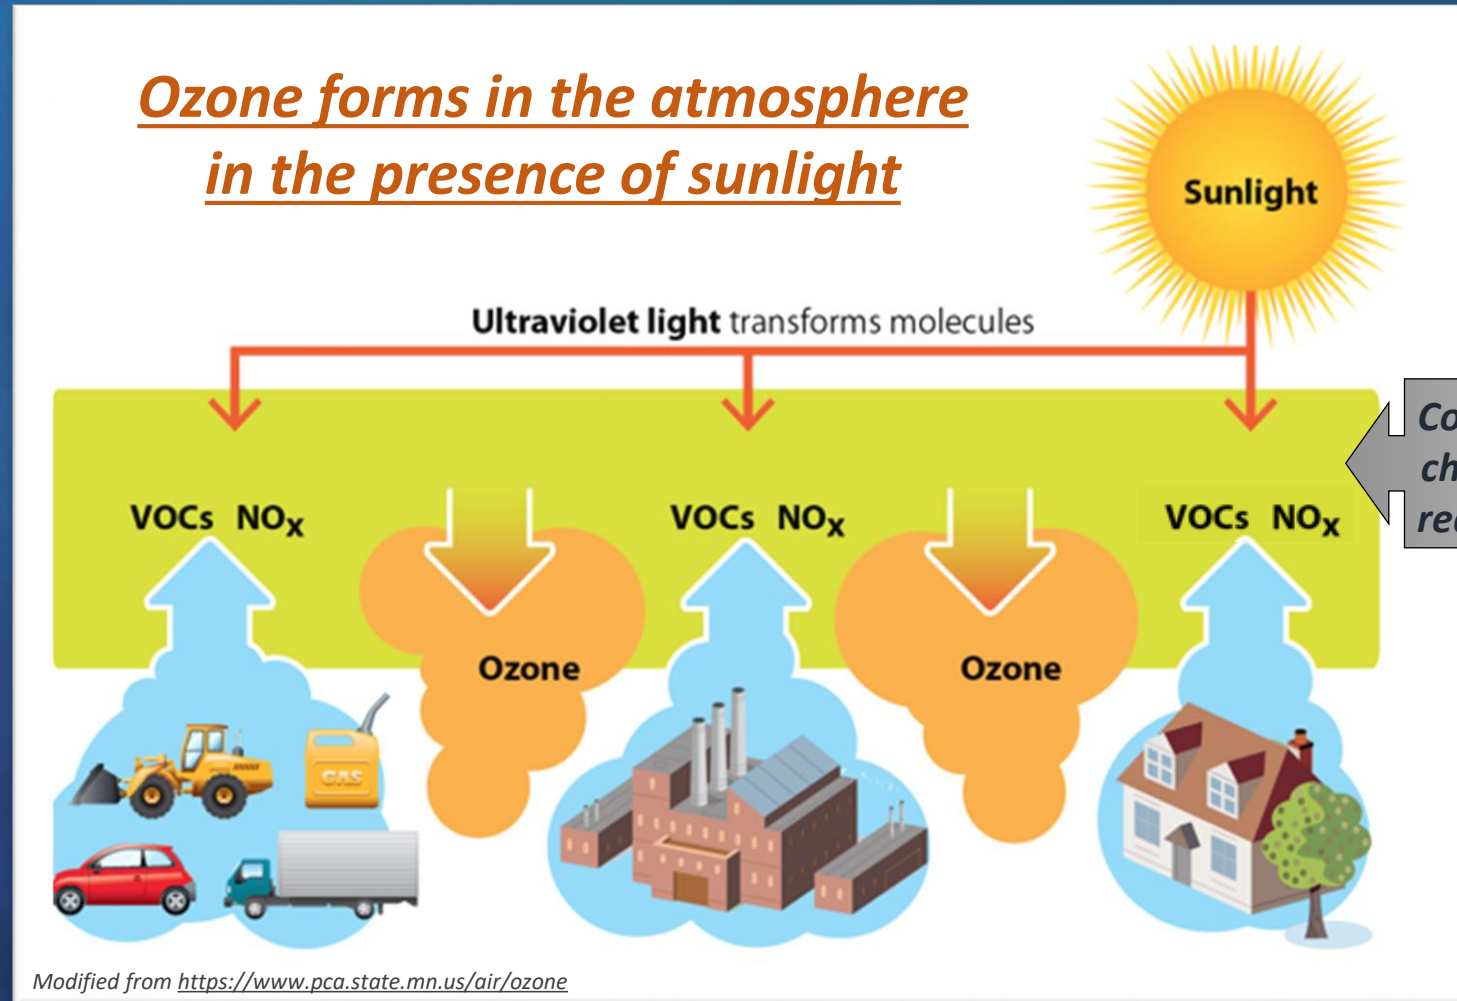 Ozone forms in the atmosphere
in the presence of sunlight
Sunlight
Ultraviolet light transforms molecules
VOCs NOx
VOCs NOx
VOCs NOx
Ozone
Ozone
GAS
Modified from https://www.pca.state.mn.us/air/ozone